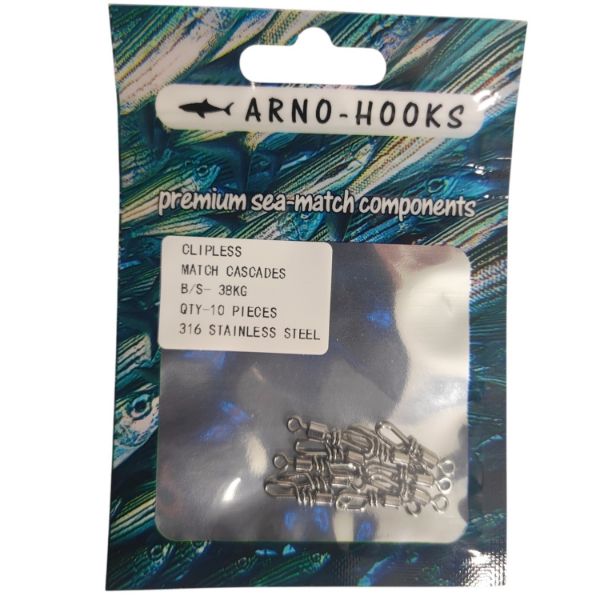 ARNO-HOOKS
premium sea-match components
CLIPLESS
MATCH CASCADES
B/S- 38KG
QTY-10 PIECES
316 STAINLESS STEEL